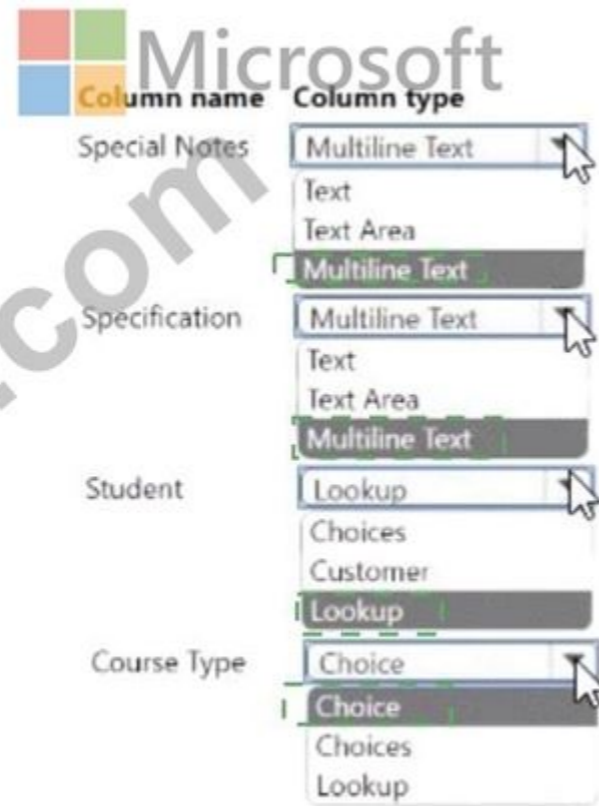 Microsoft
Column name Column type
Special Notes Multiline Text
Text
Text Area
Multiline Text
Specification Multiline Text
Text
Text Area
Multiline Text
Student Lookup
Choices
Customer
Lookup
Course Type Choice
Choice
Choices
Lookup
.com